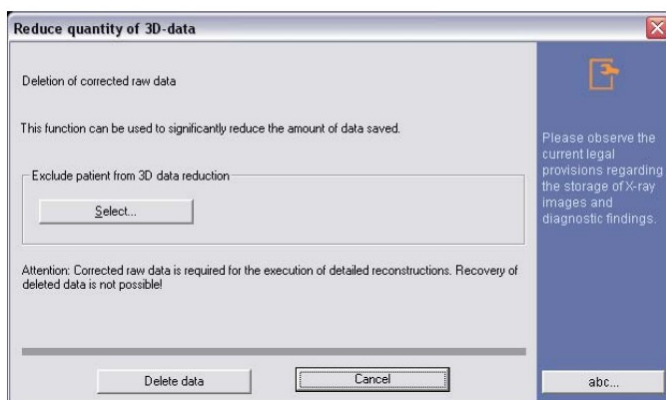 Reduce quantity of 3D-data
Deletion of corrected raw data
This function can be used to significantly reduce the amount of data saved.
Exclude patient from 3D data reduction
Select...
Attention: Corrected raw data is required for the execution of detailed reconstructions. Recovery of
deleted data is not possible!
Delete data
Cancel
Please observe the
current legal
provisions regarding
the storage of X-ray
images and
diagnostic findings.
abc...